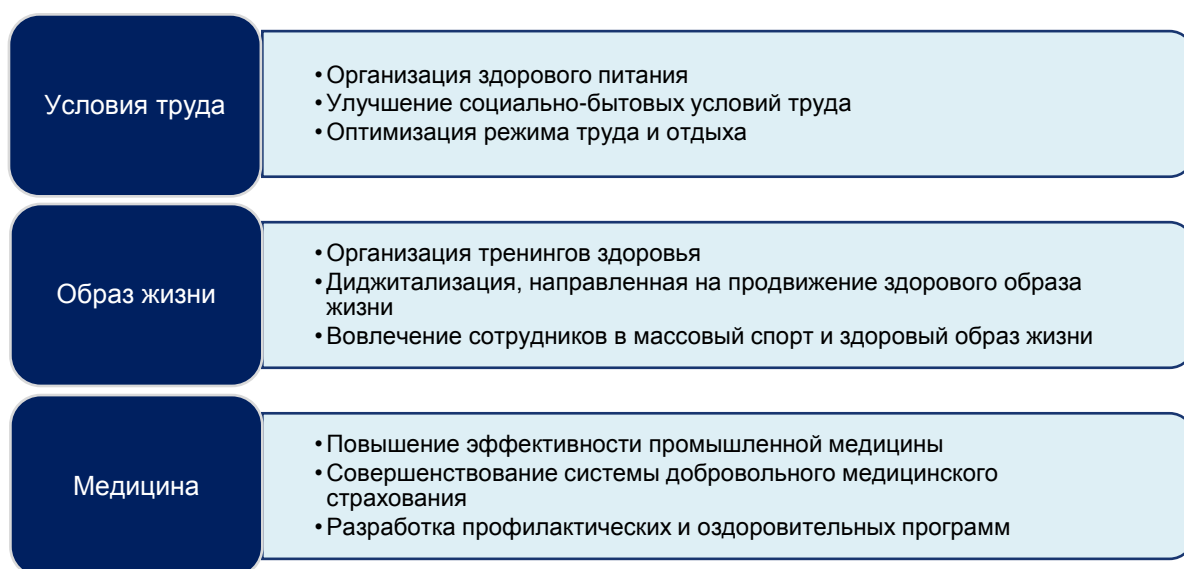 Условия труда
•Организация здорового питания
•Улучшение социально-бытовых условий труда
•Оптимизация режима труда и отдыха
Образ жизни
•Организация тренингов здоровья
•Диджитализация, направленная на продвижение здорового образа
жизни
•Вовлечение сотрудников в массовый спорт и здоровый образ жизни
Медицина
•Повышение эффективности промышленной медицины
•Совершенствование системы добровольного медицинского
страхования
•Разработка профилактических и оздоровительных программ